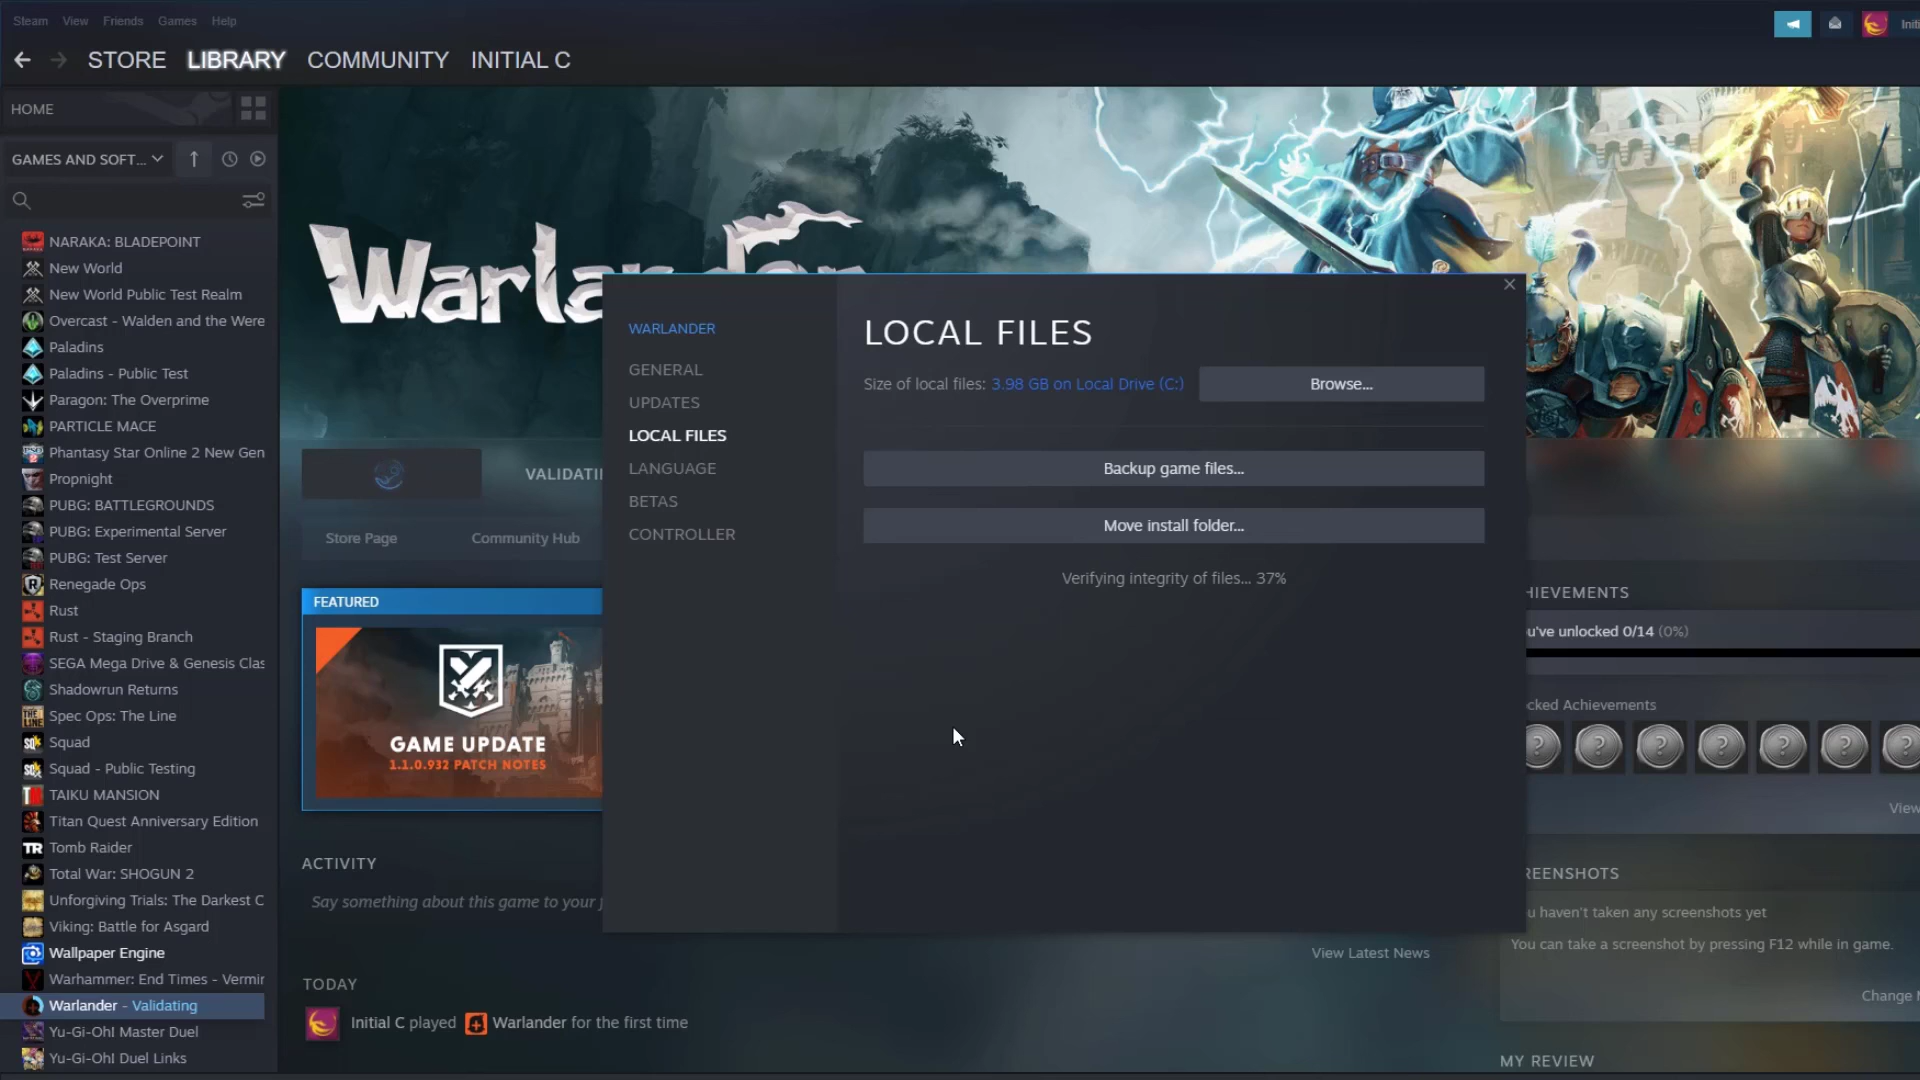 Steam View Friends Games Help
STORE LIBRARY COMMUNITY INITIAL C
HOME
GAMES AND SOFT...
NARAKA: BLADEPOINT
New World
New World Public Test Realm
Overcast - Walden and the Were
Paladins
Paladins - Public Test
Paragon: The Overprime
PARTICLE MACE
Phantasy Star Online 2 New Gen
Propnight
PUBG: BATTLEGROUNDS
PUBG: Experimental Server
PUBG: Test Server
Renegade Ops
Rust
Rust - Staging Branch
SEGA Mega Drive & Genesis Clas
Shadowrun Returns
Spec Ops: The Line
Squad
Squad - Public Testing
TAIKU MANSION
Titan Quest Anniversary Edition
Tomb Raider
Total War: SHOGUN 2
Unforgiving Trials: The Darkest C
Viking: Battle for Asgard
Wallpaper Engine
Warhammer: End Times - Vermin
Warlander - Validating
Yu-Gi-Oh! Master Duel
Yu-Gi-Oh! Duel Links
Warlander
VALIDATI
Store Page Community Hub
FEATURED
GAME UPDATE
1.1.0.932 PATCH NOTES
ACTIVITY
Say something about this game to your f
View Latest News
TODAY
Initial C played Warlander for the first time
WARLANDER
GENERAL
UPDATES
LOCAL FILES
LANGUAGE
BETAS
CONTROLLER
LOCAL FILES
Size of local files: 3.98 GB on Local Drive (C:) Browse...
Backup game files...
Move install folder...
Verifying integrity of files... 37%
HIEVEMENTS
u've unlocked 0/14 (0%)
cked Achievements
View
REENSHOTS
u haven't taken any screenshots yet
You can take a screenshot by pressing F12 while in game.
Change
MY REVIEW